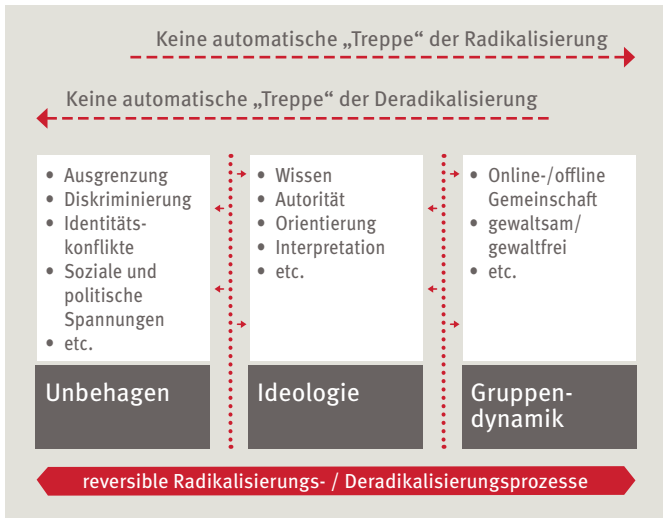 Keine automatische „Treppe“ der Radikalisierung
Keine automatische „Treppe“ der Deradikalisierung
• Ausgrenzung
• Diskriminierung
• Identitäts-
konflikte
• Soziale und
politische
Spannungen
• etc.
Unbehagen
• Wissen
• Autorität
• Orientierung
• Interpretation
• etc.
Ideologie
• Online-/offline
Gemeinschaft
• gewaltsam/
gewaltfrei
• etc.
Gruppen-
dynamik
reversible Radikalisierungs- / Deradikalisierungsprozesse